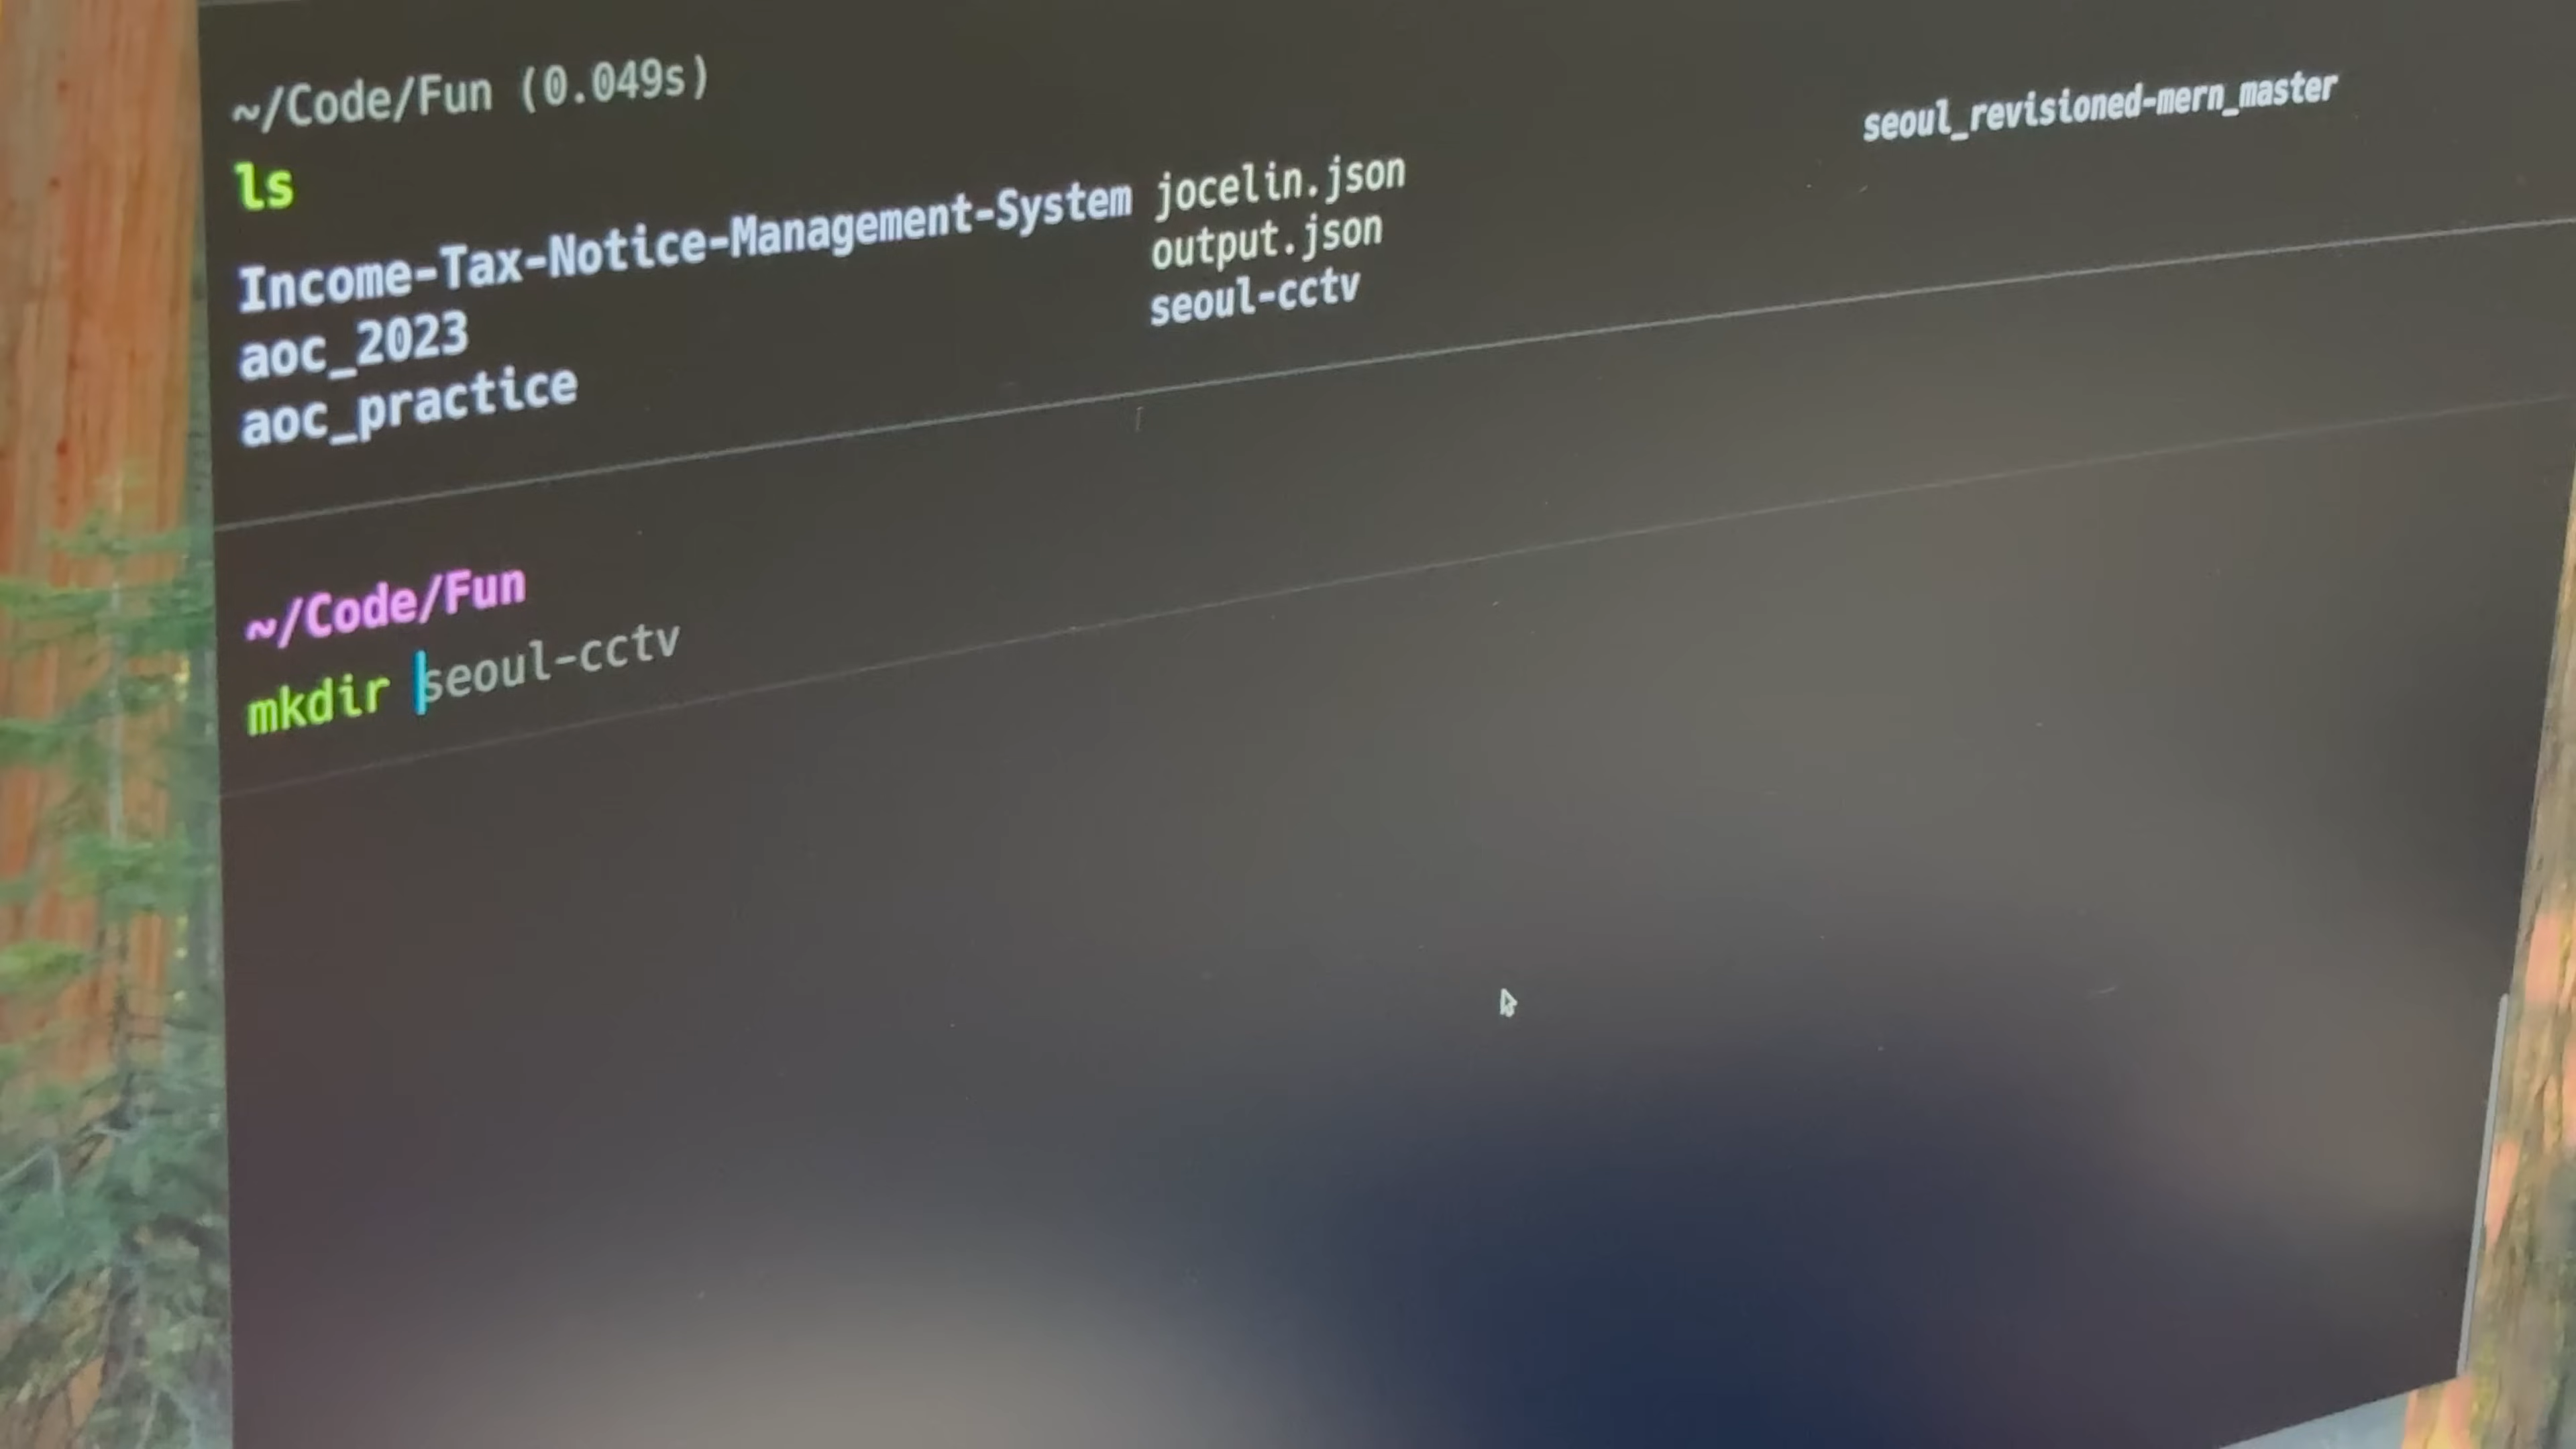 ~/Code/Fun (0.049s)
ls
Income-Tax-Notice-Management-System jocelin.json seoul_revisioned-mern_master
aoc_2023 output.json
aoc_practice seoul-cctv
~/Code/Fun
mkdir seoul-cctv